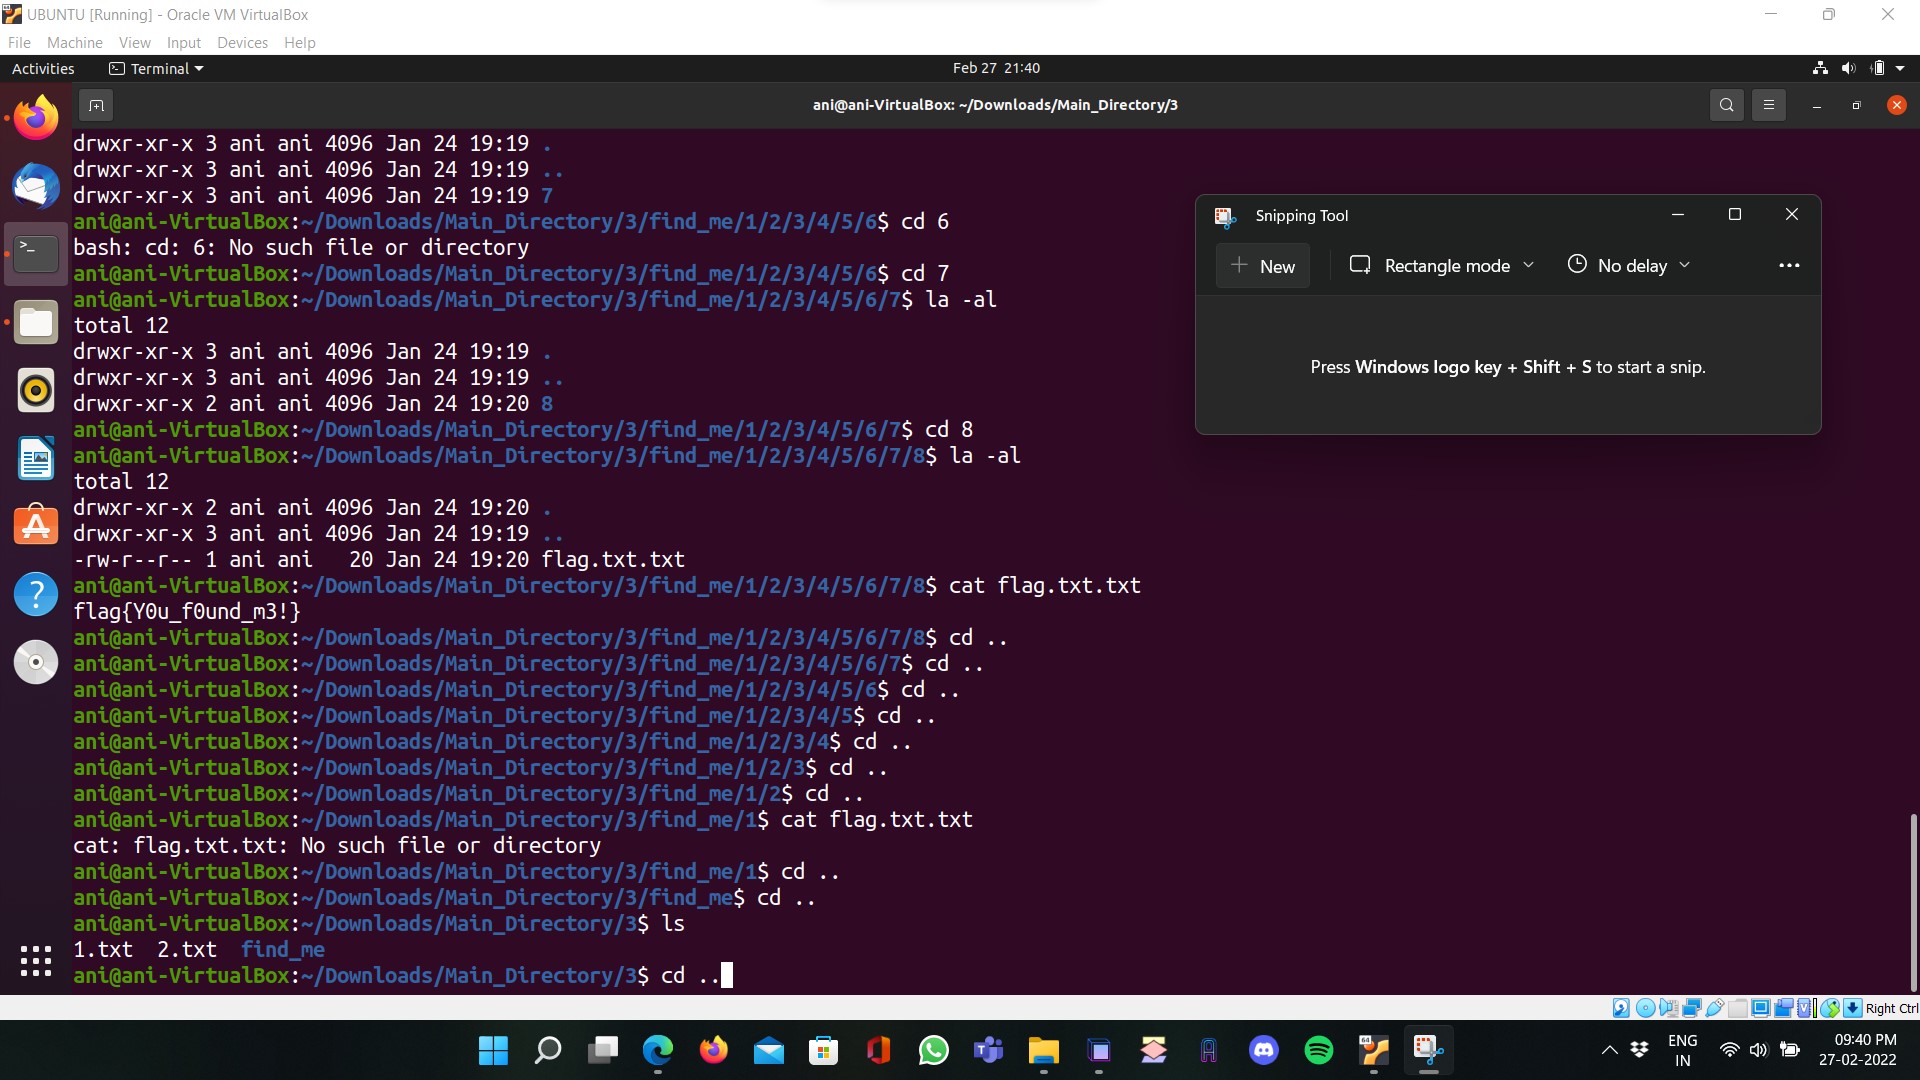 UBUNTU [Running] - Oracle VM VirtualBox
File Machine View Input Devices Help
Activities Terminal Feb 27 21:40
ani@ani-VirtualBox: ~/Downloads/Main_Directory/3
drwxr-xr-x 3 ani ani 4096 Jan 24 19:19 .
drwxr-xr-x 3 ani ani 4096 Jan 24 19:19 ..
drwxr-xr-x 3 ani ani 4096 Jan 24 19:19 7
ani@ani-VirtualBox:~/Downloads/Main_Directory/3/find_me/1/2/3/4/5/6$ cd 6
bash: cd: 6: No such file or directory
ani@ani-VirtualBox:~/Downloads/Main_Directory/3/find_me/1/2/3/4/5/6$ cd 7
ani@ani-VirtualBox:~/Downloads/Main_Directory/3/find_me/1/2/3/4/5/6/7$ la -al
total 12
drwxr-xr-x 3 ani ani 4096 Jan 24 19:19 .
drwxr-xr-x 3 ani ani 4096 Jan 24 19:19 ..
drwxr-xr-x 2 ani ani 4096 Jan 24 19:20 8
ani@ani-VirtualBox:~/Downloads/Main_Directory/3/find_me/1/2/3/4/5/6/7$ cd 8
ani@ani-VirtualBox:~/Downloads/Main_Directory/3/find_me/1/2/3/4/5/6/7/8$ la -al
total 12
drwxr-xr-x 2 ani ani 4096 Jan 24 19:20 .
drwxr-xr-x 3 ani ani 4096 Jan 24 19:19 ..
-rw-r--r-- 1 ani ani   20 Jan 24 19:20 flag.txt.txt
ani@ani-VirtualBox:~/Downloads/Main_Directory/3/find_me/1/2/3/4/5/6/7/8$ cat flag.txt.txt
flag{Y0u_f0und_m3!}
ani@ani-VirtualBox:~/Downloads/Main_Directory/3/find_me/1/2/3/4/5/6/7/8$ cd ..
ani@ani-VirtualBox:~/Downloads/Main_Directory/3/find_me/1/2/3/4/5/6/7$ cd ..
ani@ani-VirtualBox:~/Downloads/Main_Directory/3/find_me/1/2/3/4/5/6$ cd ..
ani@ani-VirtualBox:~/Downloads/Main_Directory/3/find_me/1/2/3/4/5$ cd ..
ani@ani-VirtualBox:~/Downloads/Main_Directory/3/find_me/1/2/3/4$ cd ..
ani@ani-VirtualBox:~/Downloads/Main_Directory/3/find_me/1/2/3$ cd ..
ani@ani-VirtualBox:~/Downloads/Main_Directory/3/find_me/1/2$ cd ..
ani@ani-VirtualBox:~/Downloads/Main_Directory/3/find_me/1$ cat flag.txt.txt
cat: flag.txt.txt: No such file or directory
ani@ani-VirtualBox:~/Downloads/Main_Directory/3/find_me/1$ cd ..
ani@ani-VirtualBox:~/Downloads/Main_Directory/3/find_me$ cd ..
ani@ani-VirtualBox:~/Downloads/Main_Directory/3$ ls
1.txt  2.txt  find_me
ani@ani-VirtualBox:~/Downloads/Main_Directory/3$ cd ..
Snipping Tool
New Rectangle mode No delay
Press Windows logo key + Shift + S to start a snip.
Right Ctrl
ENG
IN
09:40 PM
27-02-2022